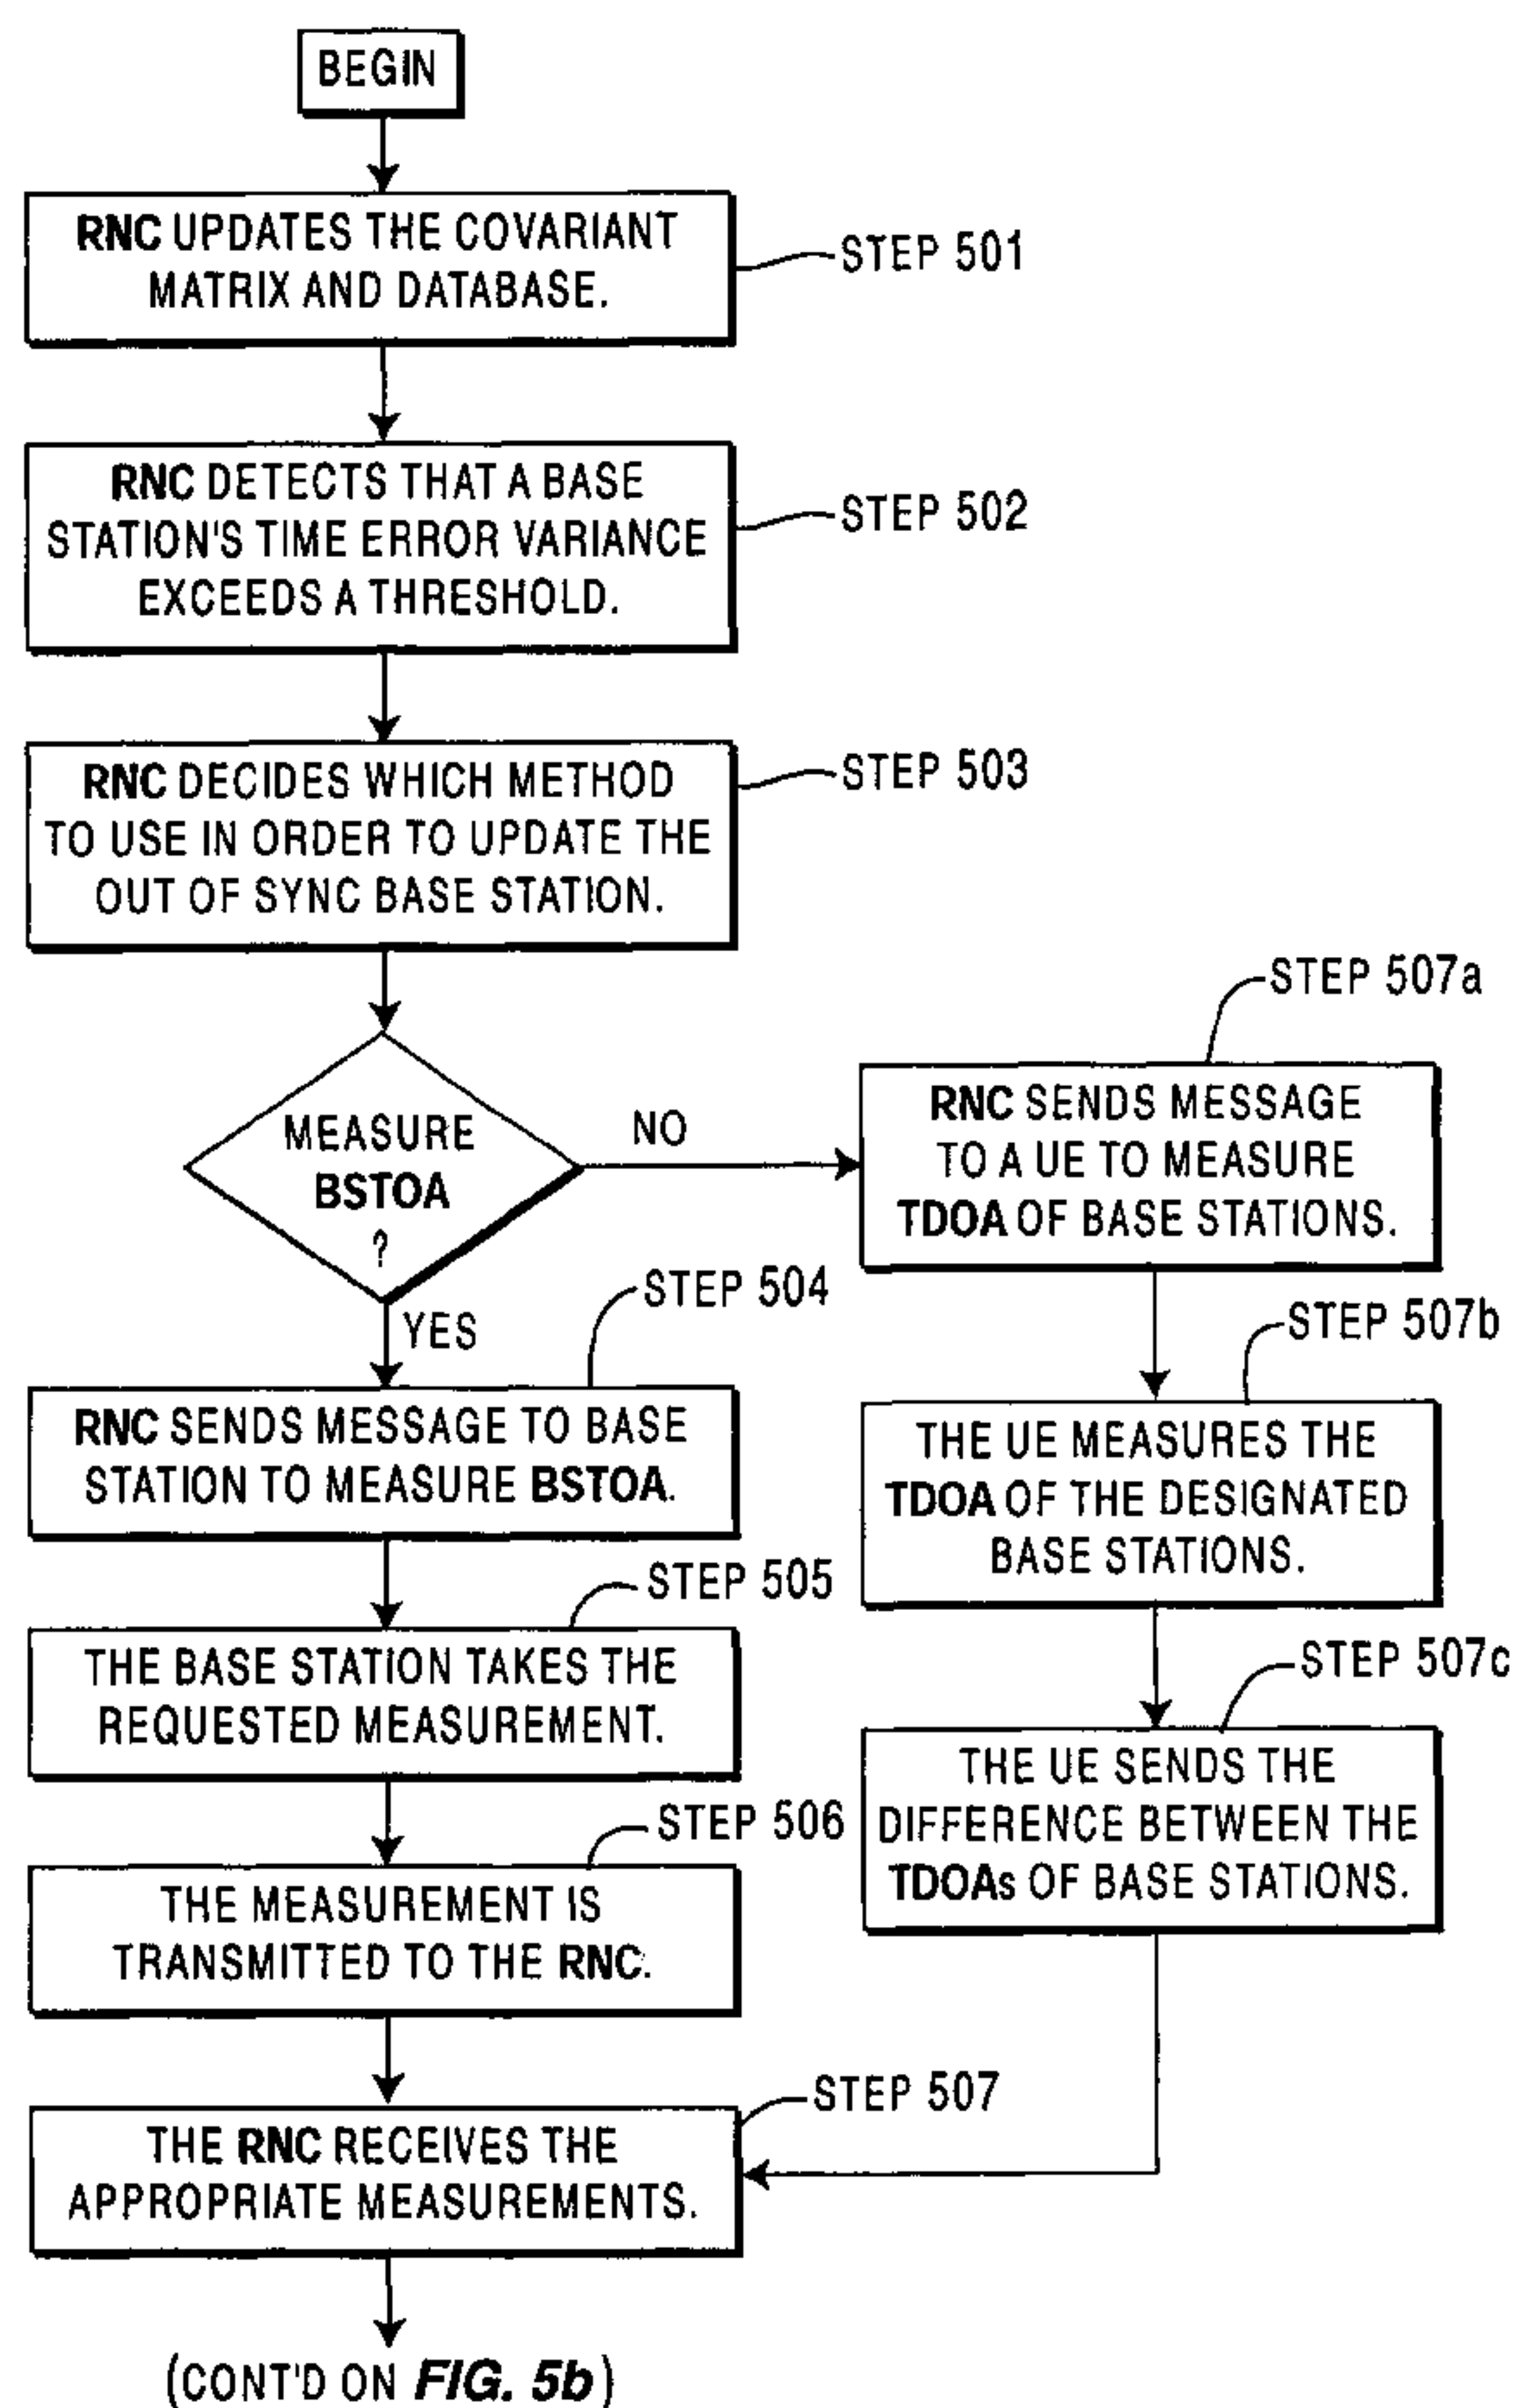 BEGIN
RNC UPDATES THE COVARIANT
MATRIX AND DATABASE.
STEP 501
RNC DETECTS THAT A BASE
STATION'S TIME ERROR VARIANCE
EXCEEDS A THRESHOLD.
STEP 502
RNC DECIDES WHICH METHOD
TO USE IN ORDER TO UPDATE THE
OUT OF SYNC BASE STATION.
STEP 503
MEASURE
BSTOA
?
NO
YES
STEP 507a
RNC SENDS MESSAGE
TO A UE TO MEASURE
TDOA OF BASE STATIONS.
STEP 504
RNC SENDS MESSAGE TO BASE
STATION TO MEASURE BSTOA.
STEP 507b
THE UE MEASURES THE
TDOA OF THE DESIGNATED
BASE STATIONS.
STEP 505
THE BASE STATION TAKES THE
REQUESTED MEASUREMENT.
STEP 507c
THE UE SENDS THE
DIFFERENCE BETWEEN THE
TDOAs OF BASE STATIONS.
STEP 506
THE MEASUREMENT IS
TRANSMITTED TO THE RNC.
STEP 507
THE RNC RECEIVES THE
APPROPRIATE MEASUREMENTS.
(CONT'D ON FIG. 5b)